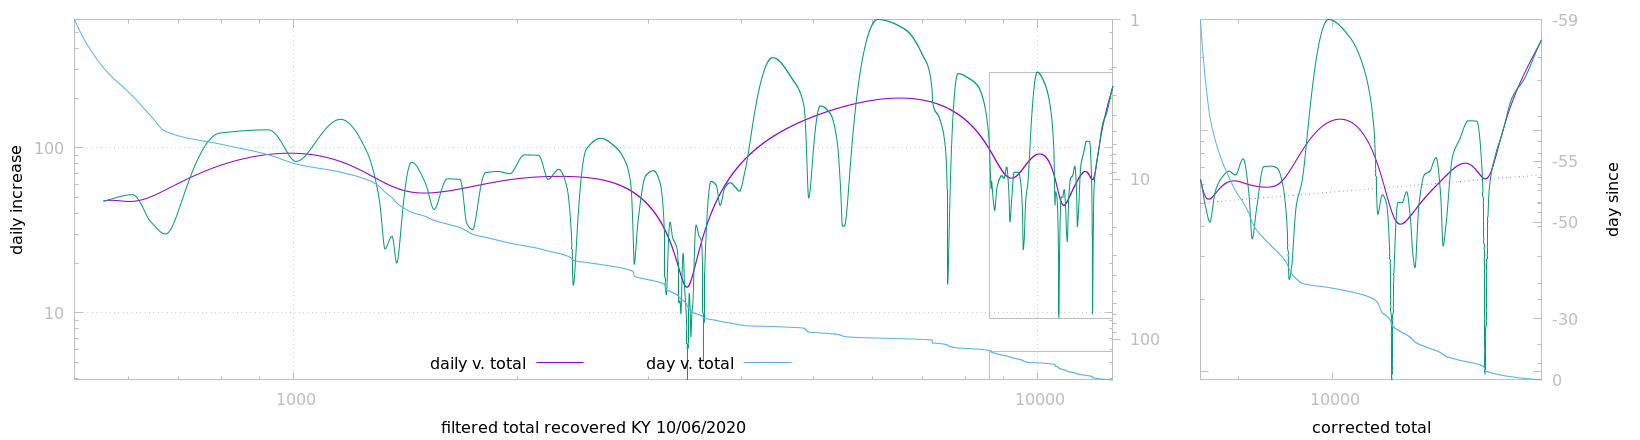 1
-59
100
10
-55
daily increase
-50
day since
10
-30
100
daily v. total
day v. total
0
1000
10000
10000
filtered total recovered KY 10/06/2020
corrected total